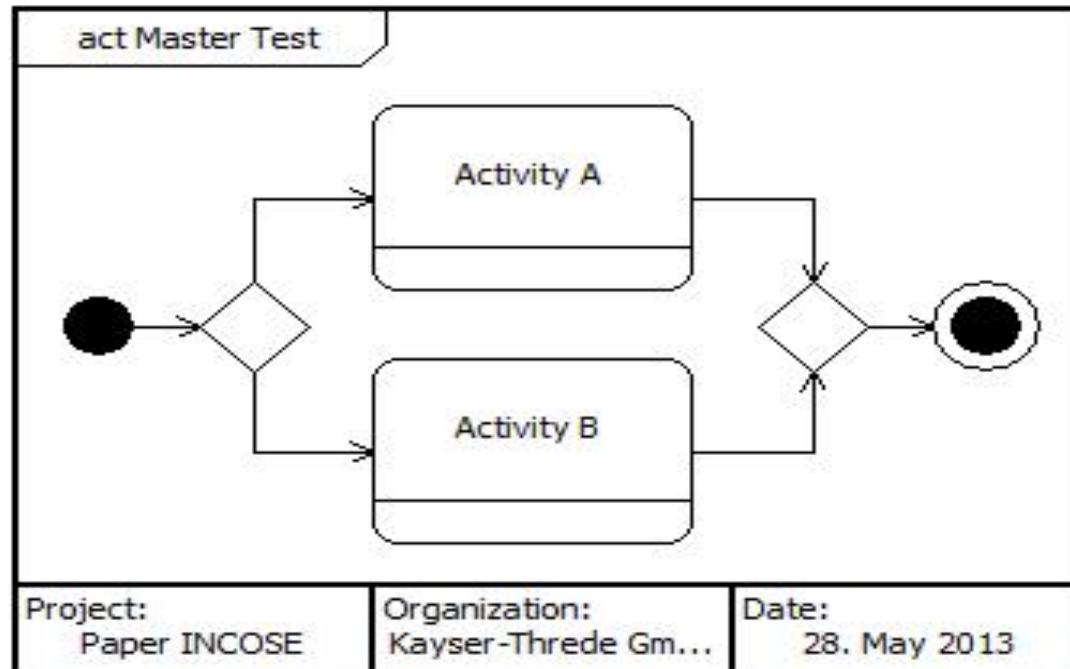 act Master Test
Activity A
Activity B
Project:
Paper INCOSE
Organization:
Kayser-Threde Gm...
Date:
28. May 2013